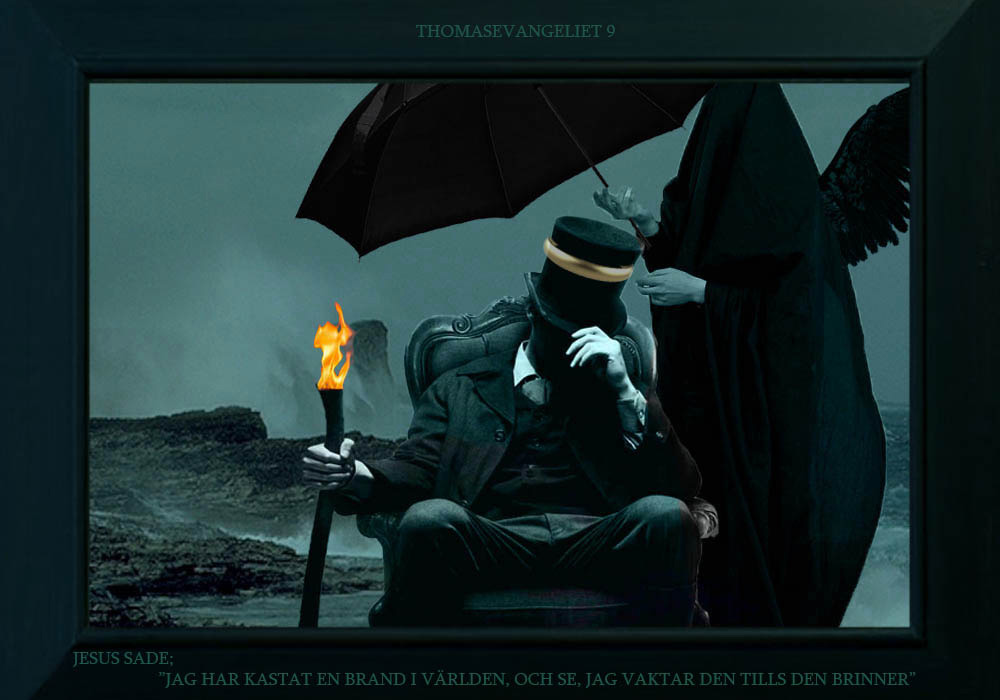 THOMASEVANGELIET 9
JESUS SADE;
”JAG HAR KASTAT EN BRAND I VÄRLDEN, OCH SE, JAG VAKTAR DEN TILLS DEN BRINNER”